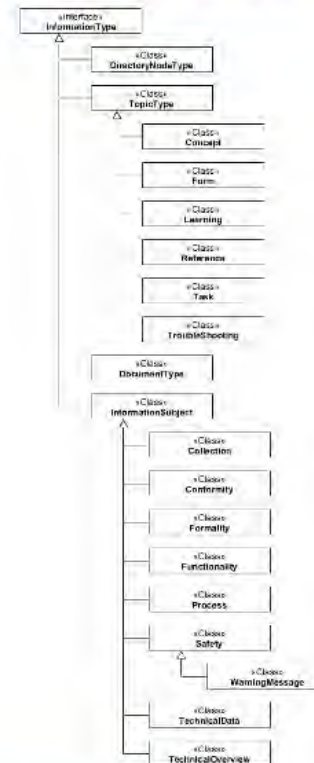 «Interface»
InformationType
«Class»
DirectoryNodeType
«Class»
TopicType
«Class»
Concept
«Class»
Form
«Class»
Learning
«Class»
Reference
«Class»
Task
«Class»
TroubleShooting
«Class»
DocumentType
«Class»
InformationSubject
«Class»
Collection
«Class»
Conformity
«Class»
Formality
«Class»
Functionality
«Class»
Process
«Class»
Safety
«Class»
WarningMessage
«Class»
TechnicalData
«Class»
TechnicalOverview